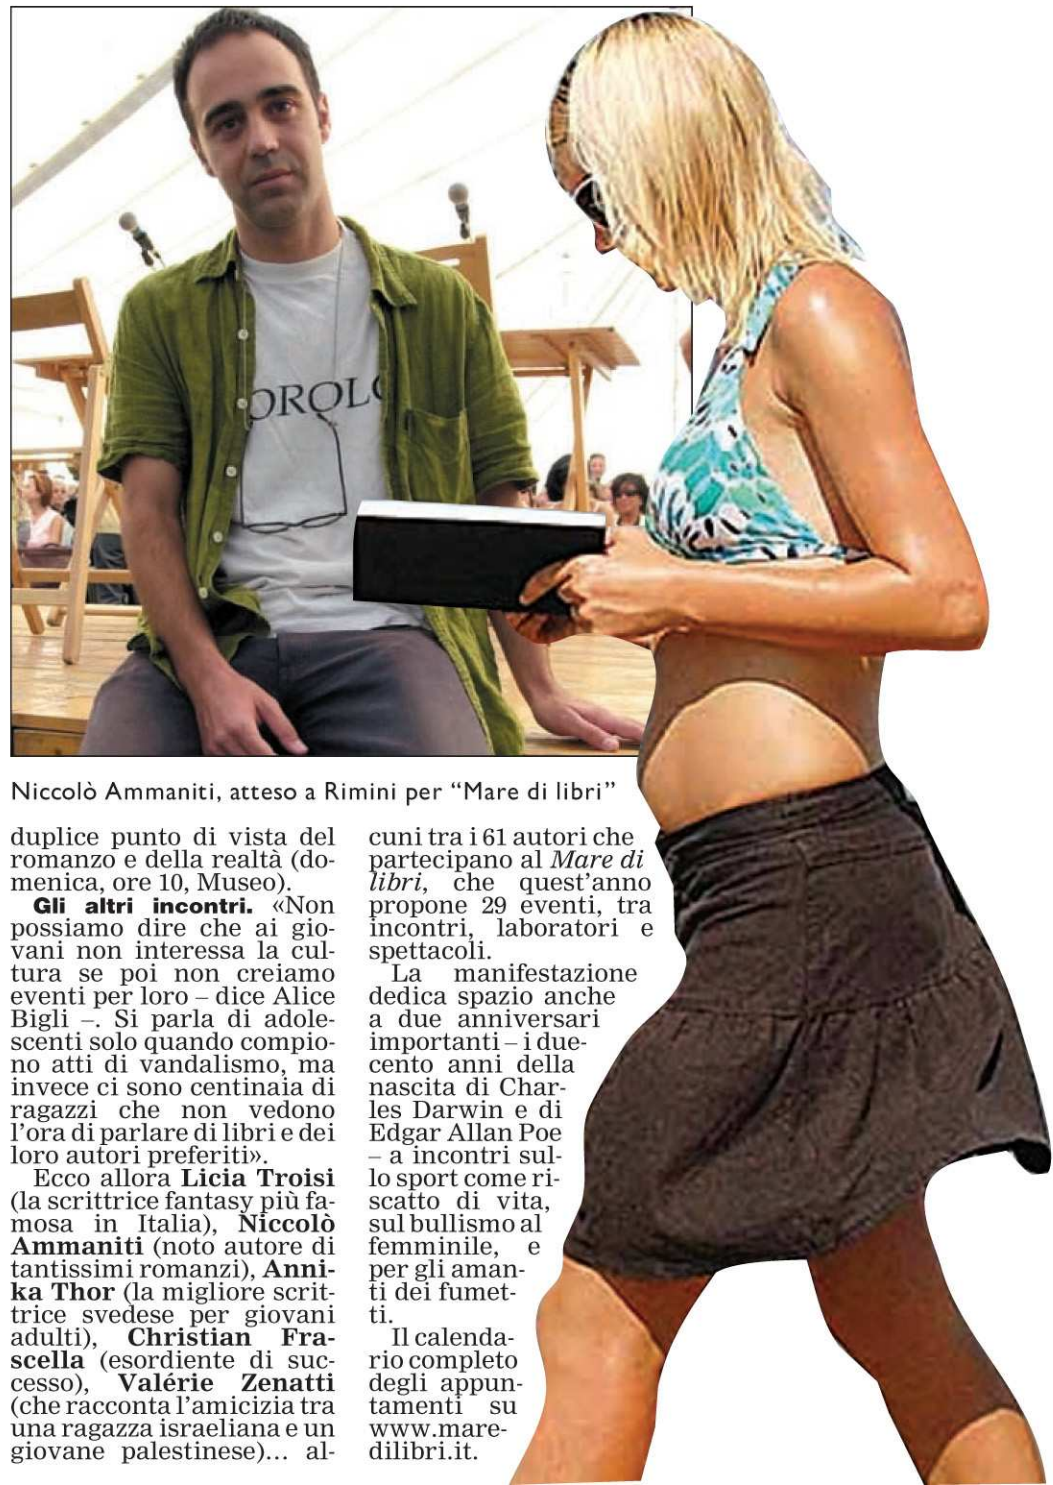 OROLO
Niccolò Ammaniti, atteso a Rimini per “Mare di libri”
duplice punto di vista del
romanzo e della realtà (do-
menica, ore 10, Museo).
Gli altri incontri. «Non
possiamo dire che ai gio-
vani non interessa la cul-
tura se poi non creiamo
eventi per loro – dice Alice
Bigli –. Si parla di adole-
scenti solo quando compio-
no atti di vandalismo, ma
invece ci sono centinaia di
ragazzi che non vedono
l’ora di parlare di libri e dei
loro autori preferiti».
Ecco allora Licia Troisi
(la scrittrice fantasy più fa-
mosa in Italia), Niccolò
Ammaniti (noto autore di
tantissimi romanzi), Anni-
ka Thor (la migliore scrit-
trice svedese per giovani
adulti), Christian Fra-
scella (esordiente di suc-
cesso), Valérie Zenatti
(che racconta l’amicizia tra
una ragazza israeliana e un
giovane palestinese)... al-
cuni tra i 61 autori che
partecipano al Mare di
libri, che quest’anno
propone 29 eventi, tra
incontri, laboratori e
spettacoli.
La manifestazione
dedica spazio anche
a due anniversari
importanti – i due-
cento anni della
nascita di Char-
les Darwin e di
Edgar Allan Poe
– a incontri sul-
lo sport come ri-
scatto di vita,
sul bullismo al
femminile, e
per gli aman-
ti dei fumet-
ti.
Il calenda-
rio completo
degli appun-
tamenti su
www.mare-
dilibri.it.